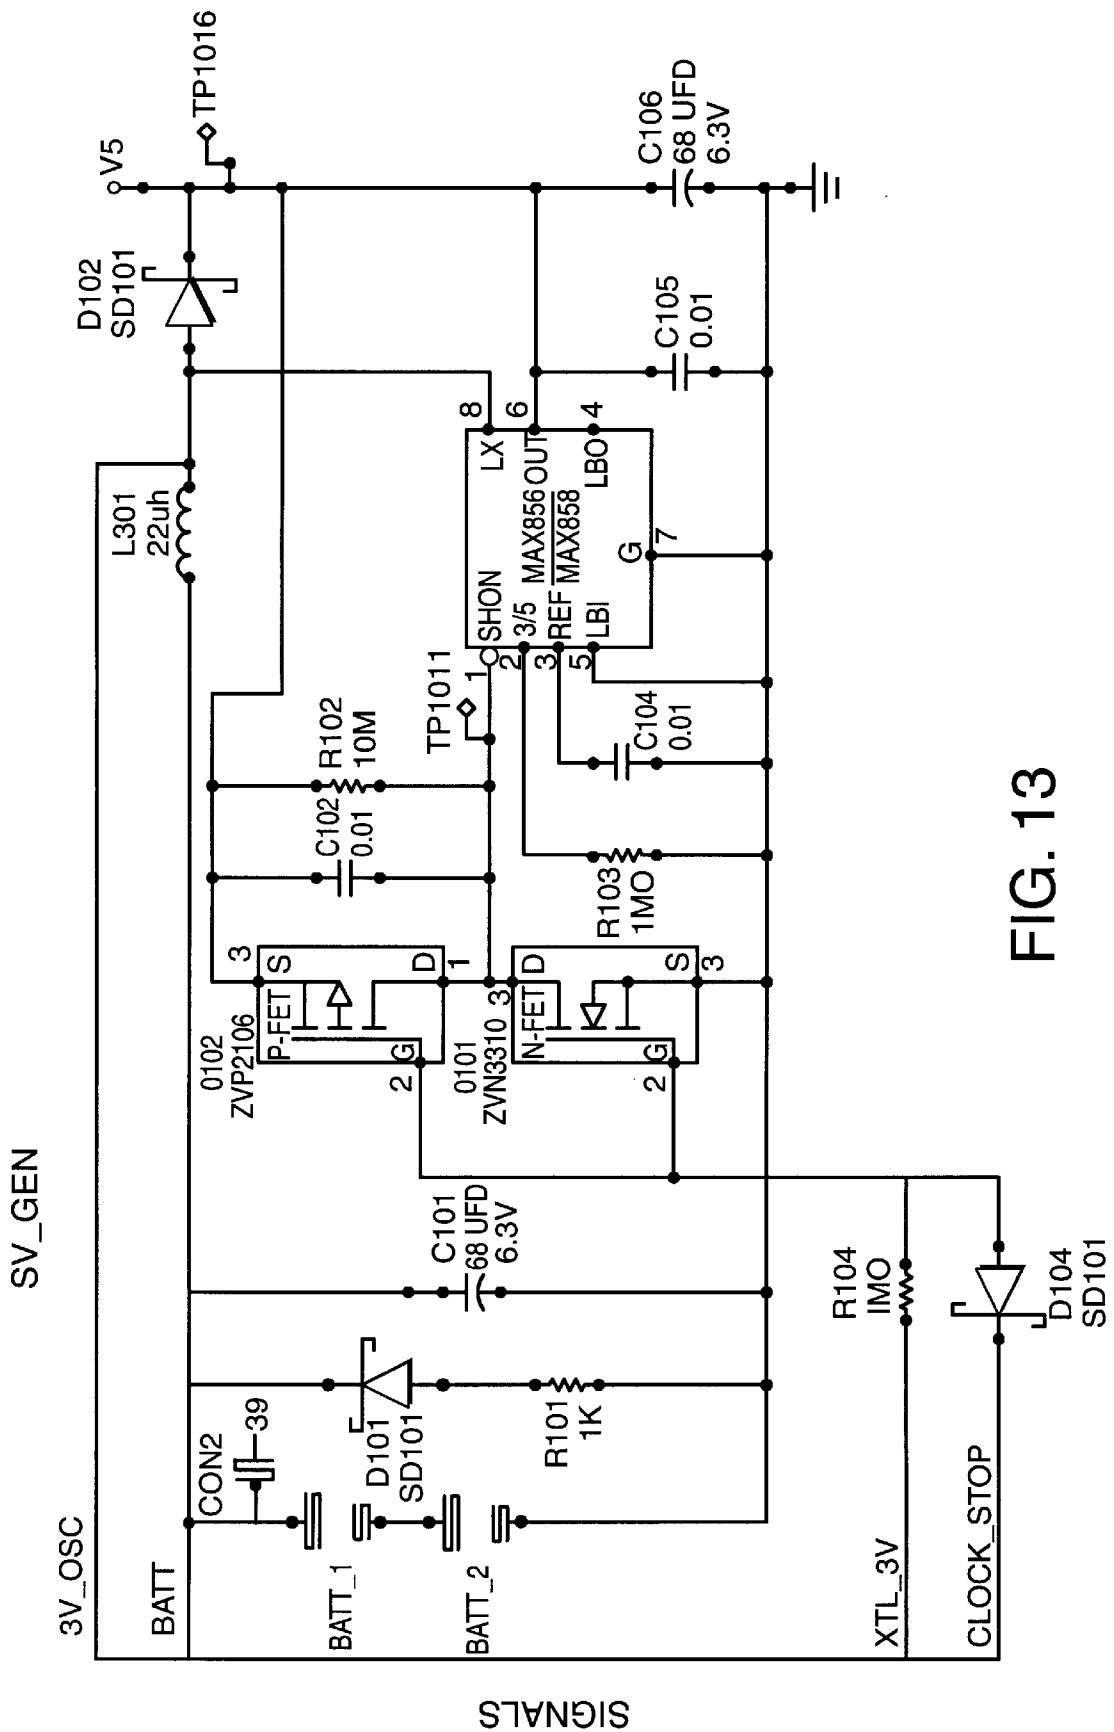 SV_GEN
3V_OSC
BATT
CON2
39
BATT_1
BATT_2
D101
SD101
R101
1K
C101
68 UFD
6.3V
0102
ZVP2106
3
S
P-FET
G
D
2
1
0101
ZVN3310
3
D
N-FET
G
S
2
3
C102
0.01
R102
10M
TP1011
R103
1MO
C104
0.01
L301
22uh
D102
SD101
V5
TP1016
1
SHON
2
3/5
3
REF
5
LBI
MAX856
MAX858
LX
8
OUT
6
LBO
4
G
7
C105
0.01
C106
68 UFD
6.3V
XTL_3V
R104
IMO
CLOCK_STOP
D104
SD101
SIGNALS
FIG. 13